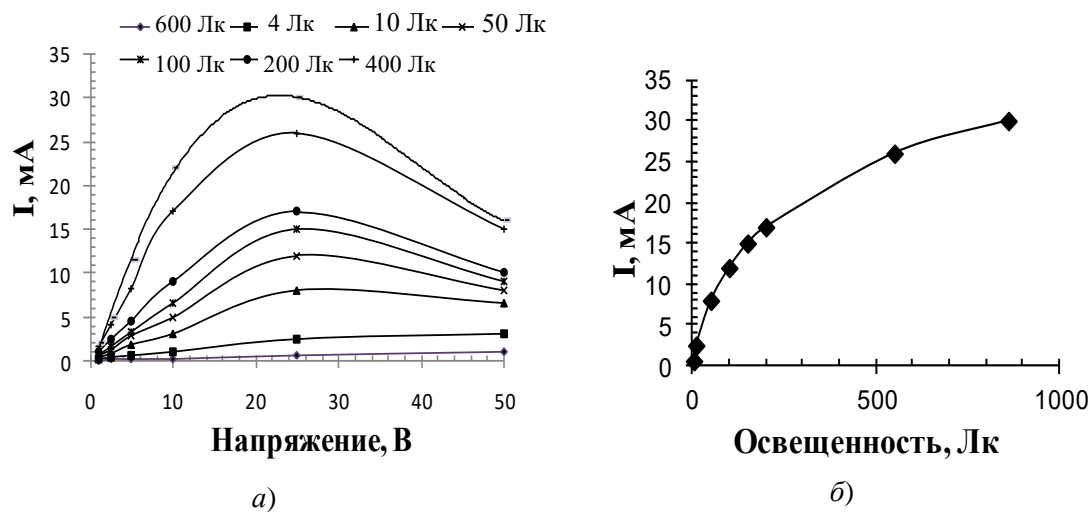 600 Лк 4 Лк 10 Лк 50 Лк
100 Лк 200 Лк 400 Лк
35
30
25
20
15
10
5
0
I, мА
0 10 20 30 40 50
Напряжение, В
а)
35
30
25
20
15
10
5
0
I, мА
0 500 1000
Освещенность, Лк
б)